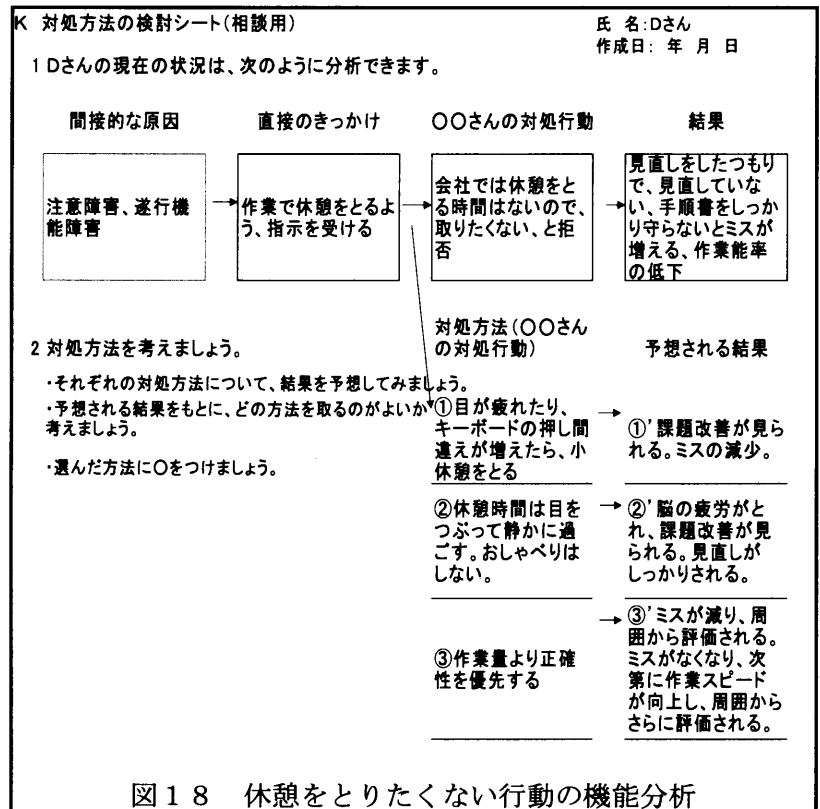 K 対処方法の検討シート(相談用)
氏 名:Dさん
作成日: 年 月 日
1 Dさんの現在の状況は、次のように分析できます。
間接的な原因
直接のきっかけ
〇〇さんの対処行動
結果
注意障害、遂行機
能障害
作業で休憩をとるよ
う、指示を受ける
会社では休憩をと
る時間はないので、
取りたくない、と拒
否
見直しをしたつもり
で、見直していな
い、手順書をしっか
り守らないとミスが
増える、作業能率
の低下
2 対処方法を考えましょう。
・それぞれの対処方法について、結果を予想してみましょう。
・予想される結果をもとに、どの方法を取るのがよいか
考えましょう。
・選んだ方法に〇をつけましょう。
対処方法(〇〇さん
の対処行動)
予想される結果
①目が疲れたり、
キーボードの押し間
違えが増えたら、小
休憩をとる
①'課題改善が見ら
れる。ミスの減少。
②休憩時間は目を
つぶって静かに過
ごす。おしゃべりは
しない。
②'脳の疲労がと
れ、課題改善が見
られる。見直しが
しっかりされる。
③作業量より正確
性を優先する
③'ミスが減り、周
囲から評価される。
ミスがなくなり、次
第に作業スピード
が向上し、周囲から
さらに評価される。
図18 休憩をとりたくない行動の機能分析